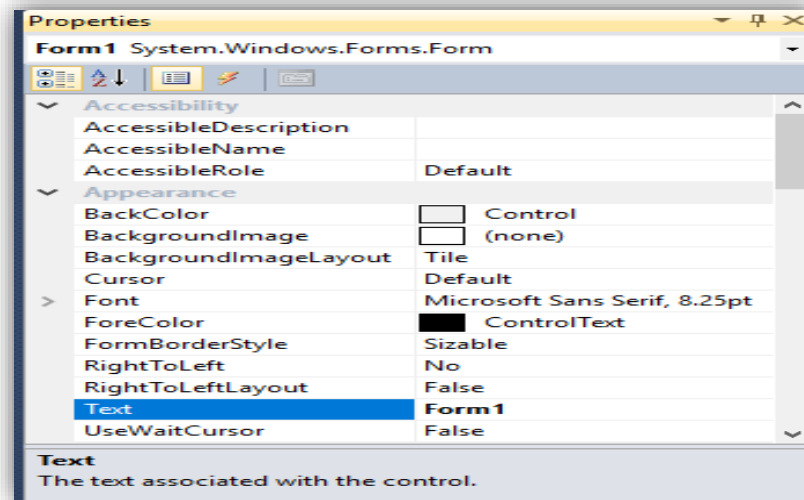 Properties
Form1 System.Windows.Forms.Form
Accessibility
AccessibleDescription
AccessibleName
AccessibleRole Default
Appearance
BackColor Control
BackgroundImage (none)
BackgroundImageLayout Tile
Cursor Default
Font Microsoft Sans Serif, 8.25pt
ForeColor ControlText
FormBorderStyle Sizable
RightToLeft No
RightToLeftLayout False
Text Form1
UseWaitCursor False
Text
The text associated with the control.